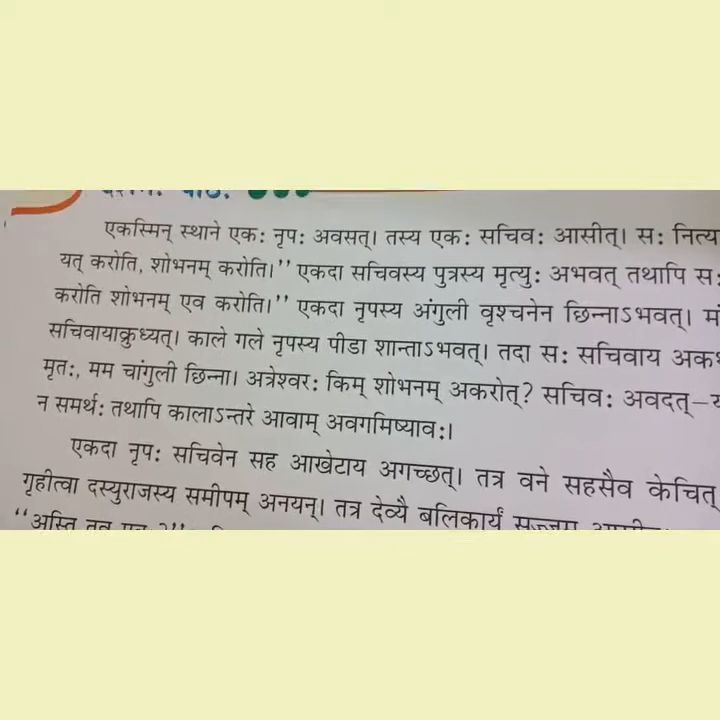 एकस्मिन् स्थाने एकः नृपः अवसत्। तस्य एकः सचिवः आसीत्। सः नित्य
यत् करोति, शोभनम् करोति।'' एकदा सचिवस्य पुत्रस्य मृत्युः अभवत् तथापि सः
करोति शोभनम् एव करोति।'' एकदा नृपस्य अंगुली वृश्चनेन छिन्नाऽभवत्।
सचिवायाक्रुध्यत्। काले गले नृपस्य पीडा शान्ताऽभवत्। तदा सः सचिवाय
मृतः, मम चांगुली छिन्ना। अत्रेश्वरः किम् शोभनम् अकरोत्? सचिवः अवदत्–
न समर्थः तथापि कालाऽन्तरे आवाम् अवगमिष्यावः।
एकदा नृपः सचिवेन सह आखेटाय अगच्छत्। तत्र वने सहसैव केचित्
गृहीत्वा दस्युराजस्य समीपम् अनयन्। तत्र देव्यै बलिकार्यं
''अस्ति तव